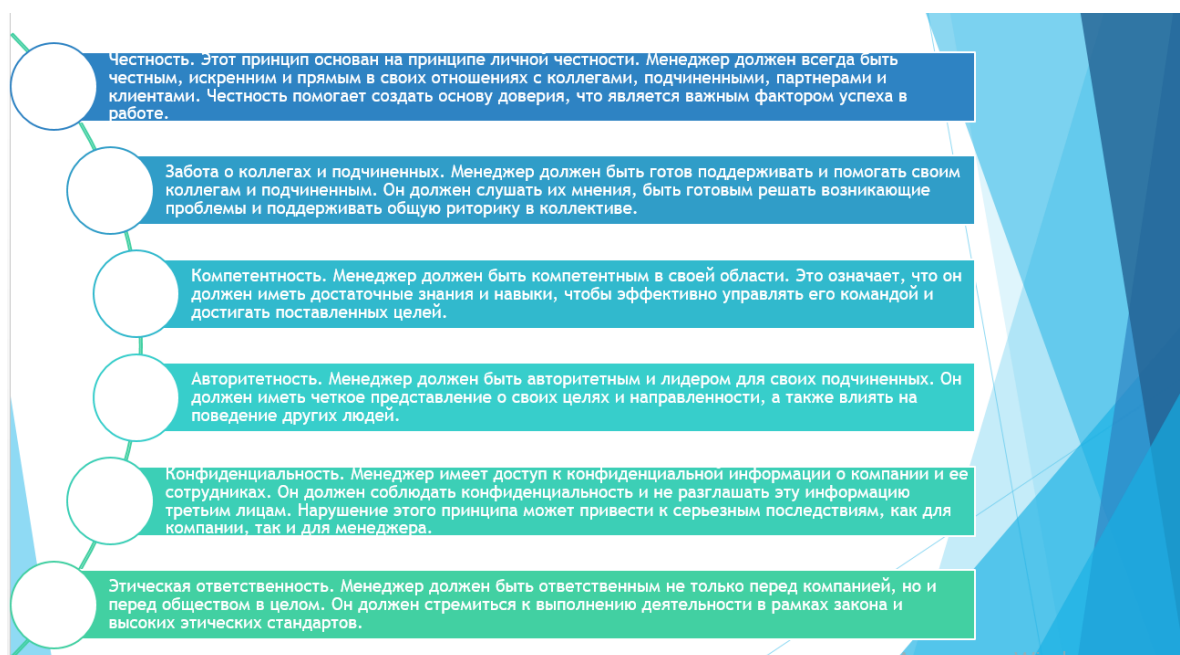 Честность. Этот принцип основан на принципе личной честности. Менеджер должен всегда быть
честным, искренним и прямым в своих отношениях с коллегами, подчиненными, партнерами и
клиентами. Честность помогает создать основу доверия, что является важным фактором успеха в
работе.
Забота о коллегах и подчиненных. Менеджер должен быть готов поддерживать и помогать своим
коллегам и подчиненным. Он должен слушать их мнения, быть готовым решать возникающие
проблемы и поддерживать общую риторику в коллективе.
Компетентность. Менеджер должен быть компетентным в своей области. Это означает, что он
должен иметь достаточные знания и навыки, чтобы эффективно управлять его командой и
достигать поставленных целей.
Авторитетность. Менеджер должен быть авторитетным и лидером для своих подчиненных. Он
должен иметь четкое представление о своих целях и направленности, а также влиять на
поведение других людей.
Конфиденциальность. Менеджер имеет доступ к конфиденциальной информации о компании и ее
сотрудниках. Он должен соблюдать конфиденциальность и не разглашать эту информацию
третьим лицам. Нарушение этого принципа может привести к серьезным последствиям, как для
компании, так и для менеджера.
Этическая ответственность. Менеджер должен быть ответственным не только перед компанией, но и
перед обществом в целом. Он должен стремиться к выполнению деятельности в рамках закона и
высоких этических стандартов.